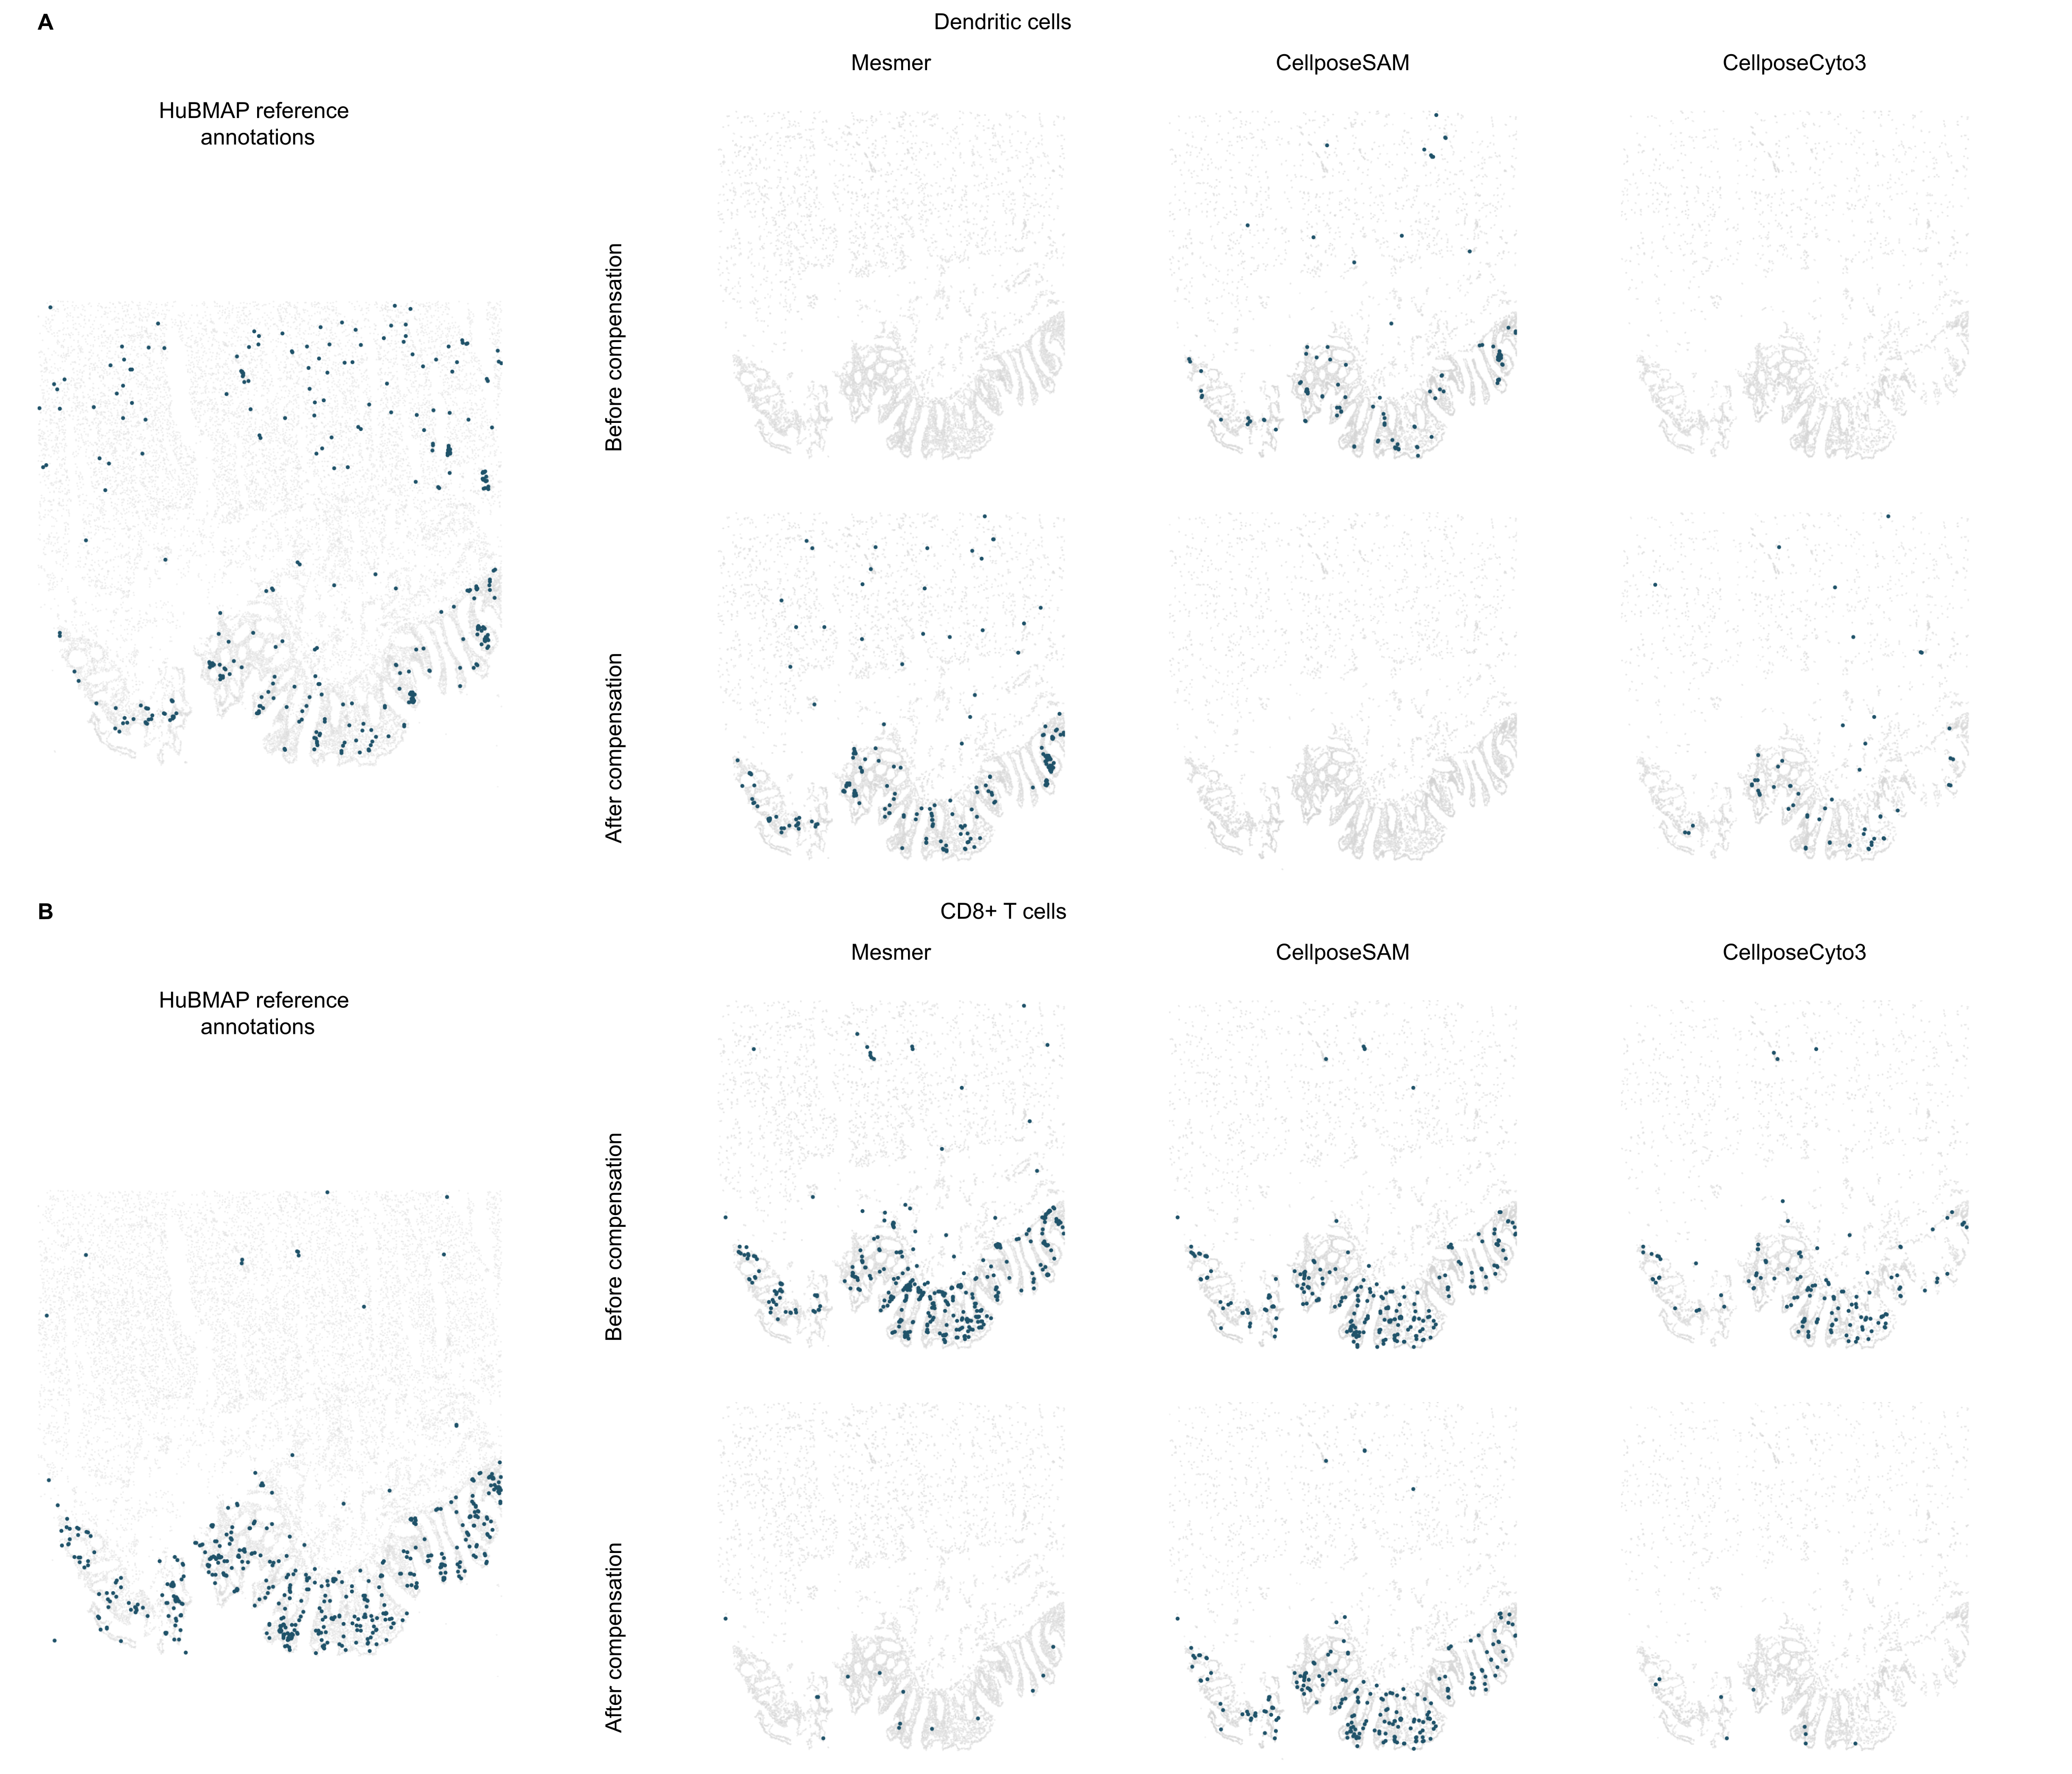 A
Dendritic cells
Mesmer
CellposeSAM
CellposeCyto3
HuBMAP reference
annotations
Before compensation
After compensation
B
CD8+ T cells
Mesmer
CellposeSAM
CellposeCyto3
HuBMAP reference
annotations
Before compensation
After compensation